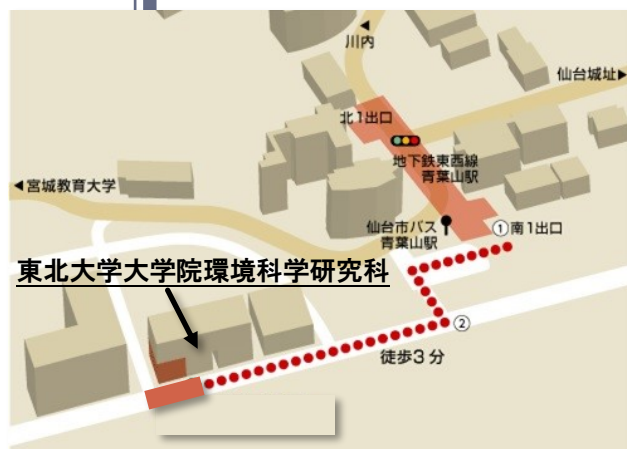 川内
仙台城址▶
北1出口
地下鉄東西線
青葉山駅
◀宮城教育大学
仙台市バス
青葉山駅
①南1出口
東北大学大学院環境科学研究科
②
徒歩3分